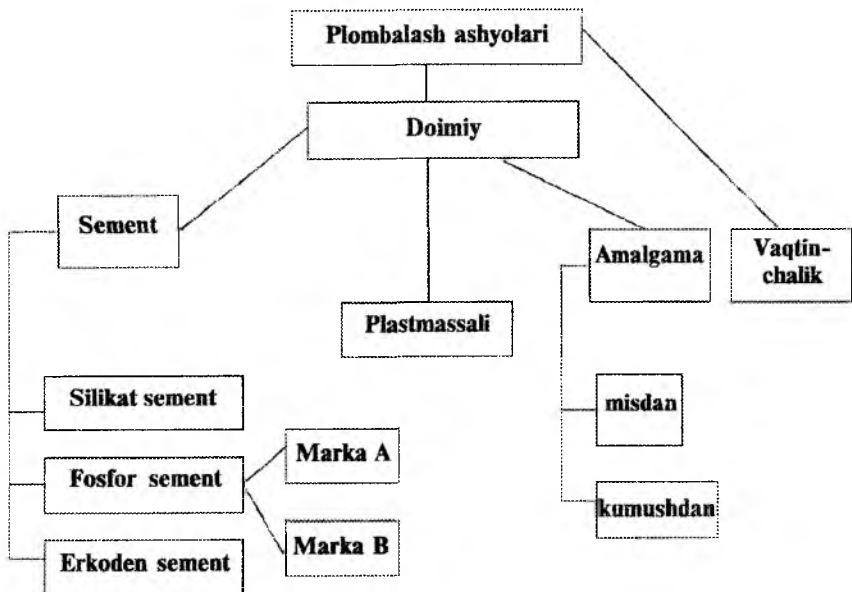 Plombalash ashyolari
Doimiy
Sement
Amalgama
Vaqtin-
chalik
Plastmassali
Silikat sement
misdan
Marka A
Fosfor sement
kumushdan
Marka B
Erkoden sement